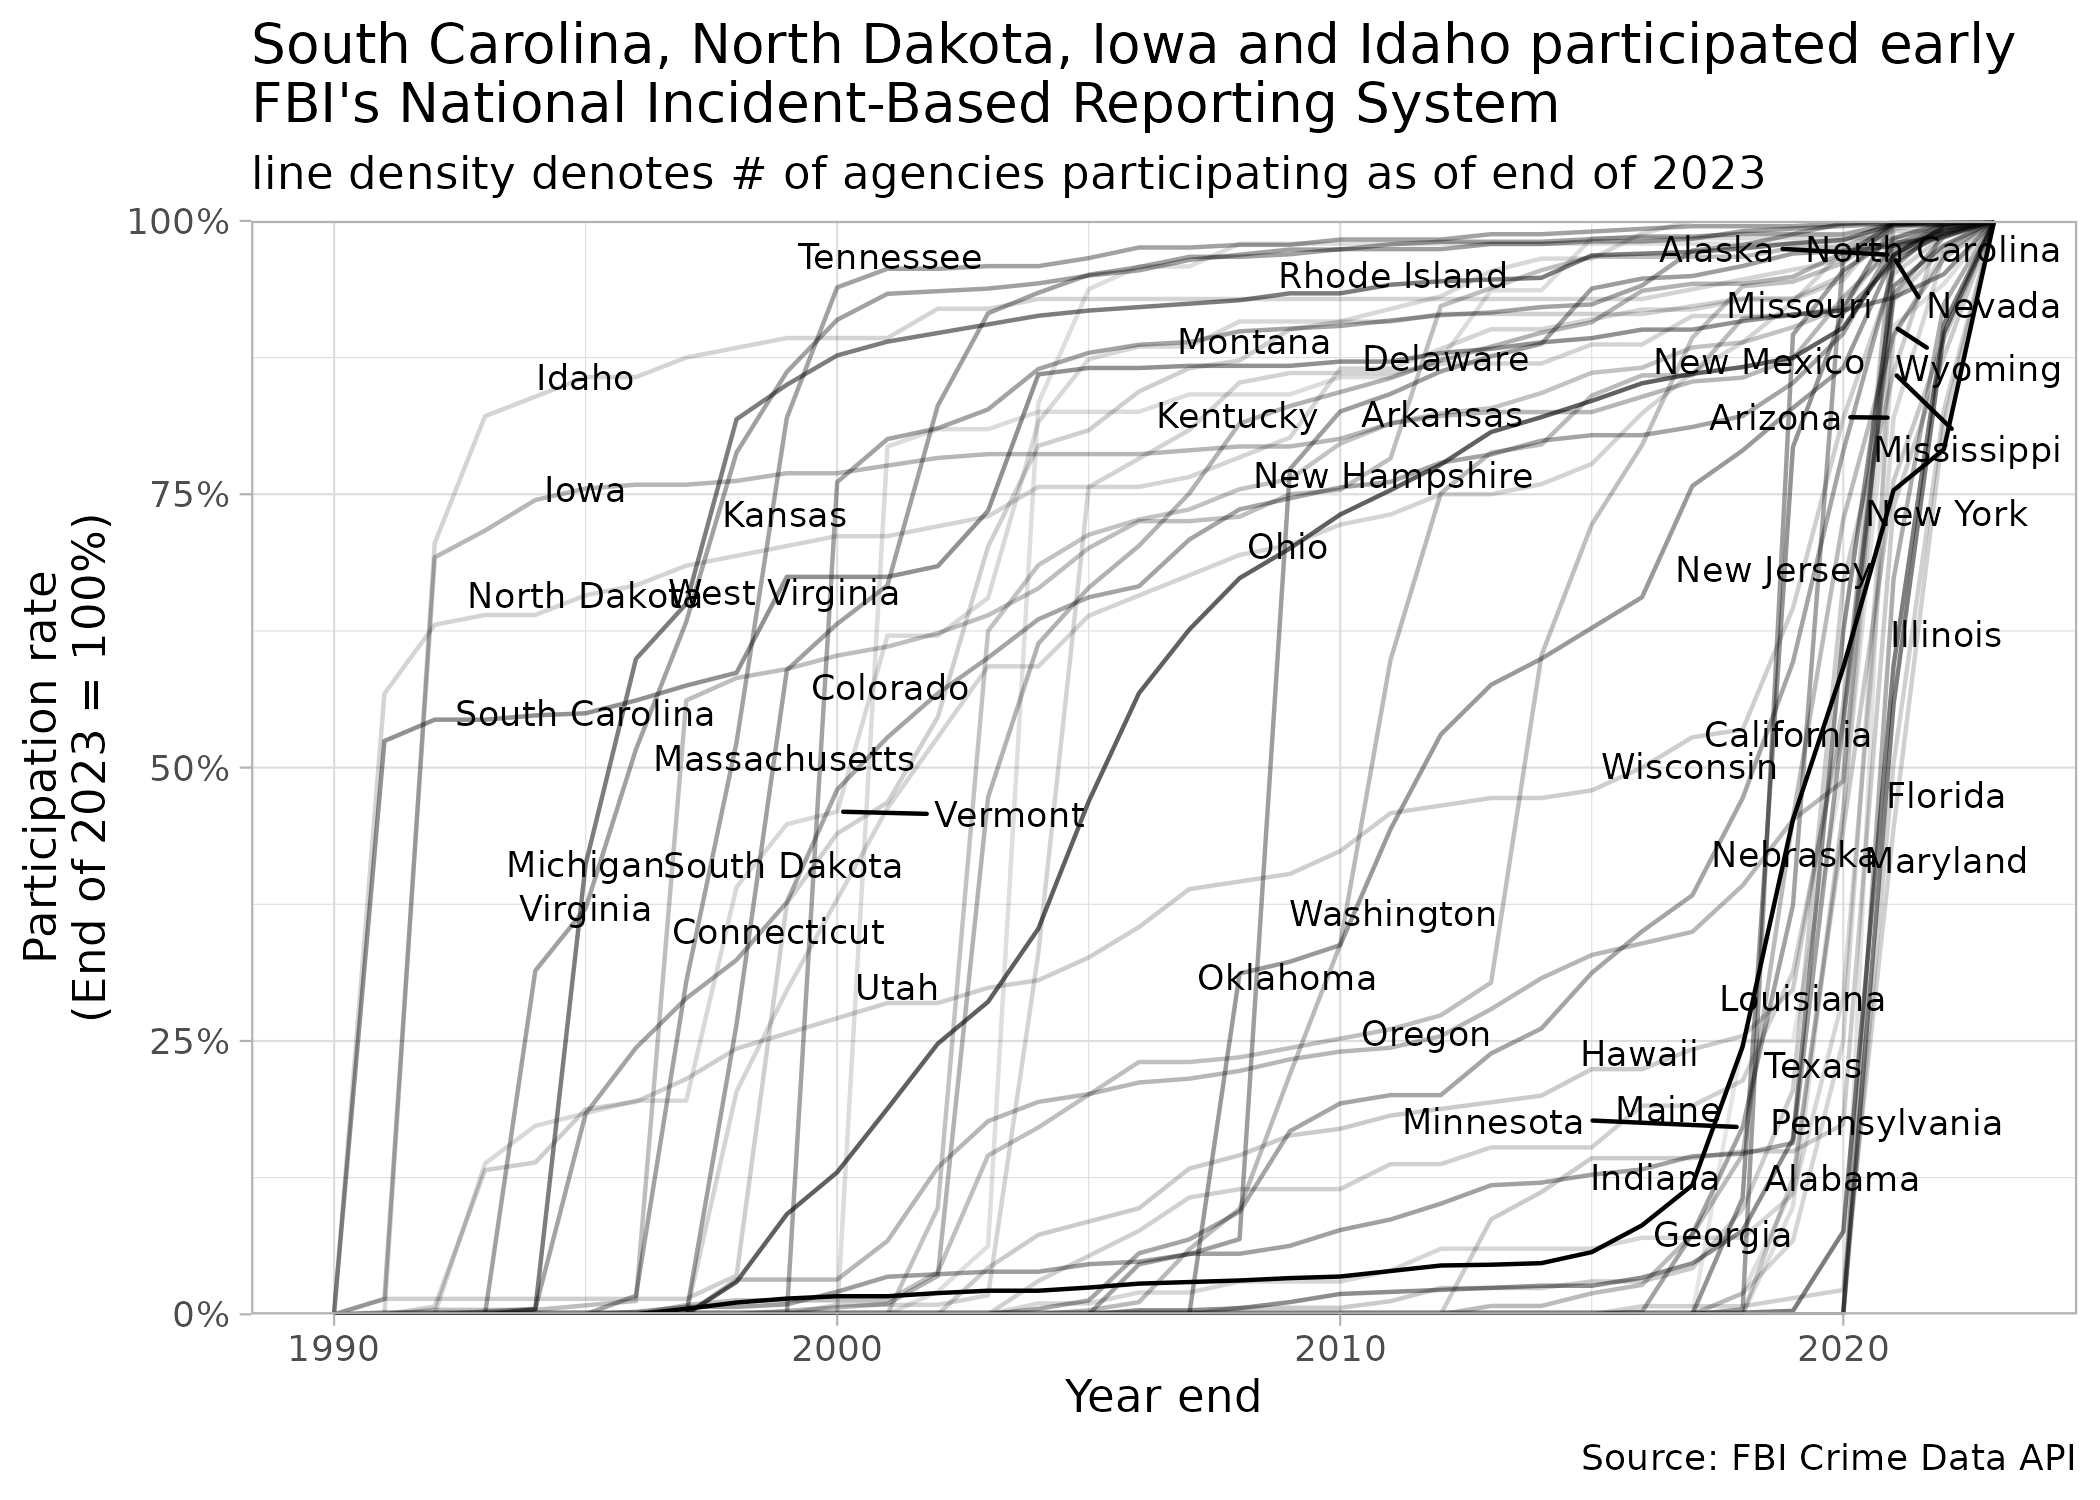 South Carolina, North Dakota, Iowa and Idaho participated early
FBI's National Incident-Based Reporting System
line density denotes # of agencies participating as of end of 2023
Participation rate
(End of 2023 = 100%)
100%
75%
50%
25%
0%
Tennessee
Alaska
North Carolina
Rhode Island
Missouri
Nevada
Montana
Delaware
New Mexico
Wyoming
Idaho
Kentucky
Arkansas
Arizona
Mississippi
Iowa
New Hampshire
Kansas
New York
Ohio
New Jersey
North Dakota
West Virginia
Illinois
Colorado
South Carolina
California
Massachusetts
Wisconsin
Florida
Vermont
Michigan
South Dakota
Nebraska
Maryland
Virginia
Washington
Connecticut
Utah
Oklahoma
Louisiana
Oregon
Hawaii
Texas
Minnesota
Maine
Pennsylvania
Indiana
Alabama
Georgia
1990
2000
2010
2020
Year end
Source: FBI Crime Data API